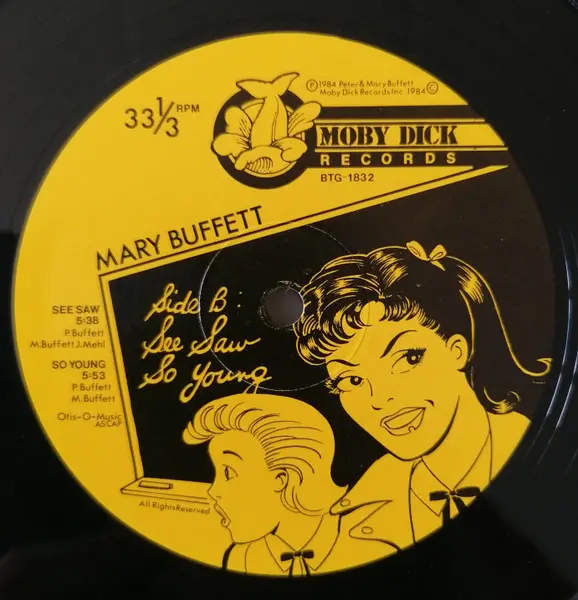 33 1/3 RPM
Ⓟ 1984 Peter & Mary Buffett
Moby Dick Records Inc. 1984 ©
MOBY DICK
RECORDS
BTG-1832
MARY BUFFETT
Side B:
See Saw
So Young
SEE SAW
5:36
P.Buffett
M.Buffett J.Mehl
SO YOUNG
5:53
P.Buffett
M.Buffett
Otis-O-Music
ASCAP
All Rights Reserved